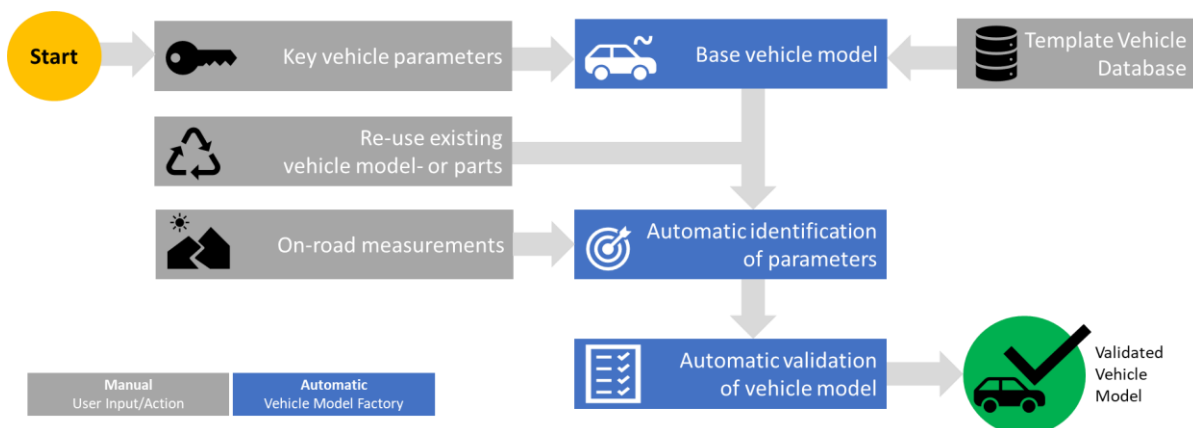 Start
Key vehicle parameters
Base vehicle model
Template Vehicle
Database
Re-use existing
vehicle model- or parts
On-road measurements
Automatic identification
of parameters
Automatic validation
of vehicle model
Validated
Vehicle
Model
Manual
User Input/Action
Automatic
Vehicle Model Factory